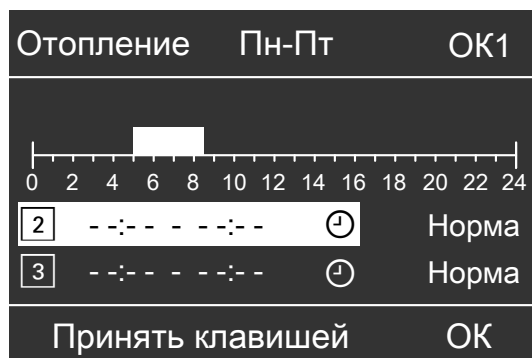 Отопление Пн-Пт ОК1
0 2 4 6 8 10 12 14 16 18 20 22 24
2 - -:- - - - -:- - Норма
3 - -:- - - - -:- - Норма
Принять клавишей ОК